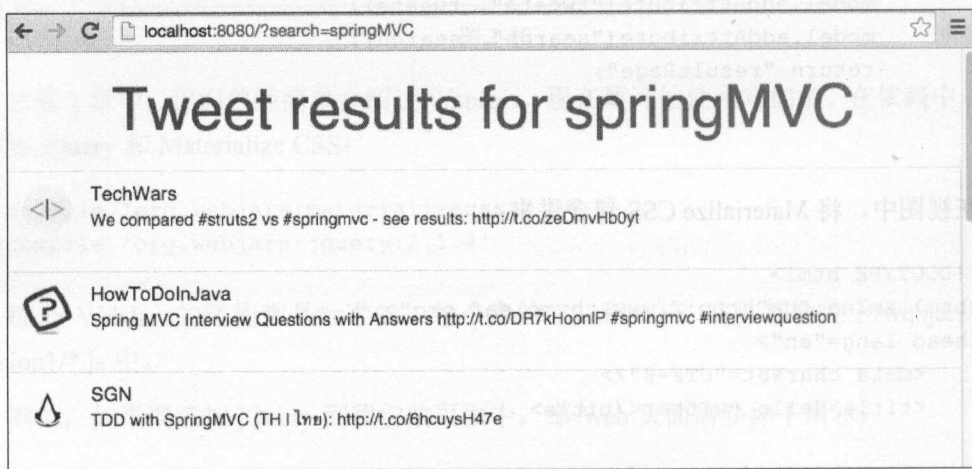 localhost:8080/?search=springMVC
Tweet results for springMVC
TechWars
We compared #struts2 vs #springmvc - see results: http://t.co/zeDmvHb0yt
HowToDoInJava
Spring MVC Interview Questions with Answers http://t.co/DR7kHoonlP #springmvc #interviewquestion
SGN
TDD with SpringMVC (TH I ไทย): http://t.co/6hcuysH47e